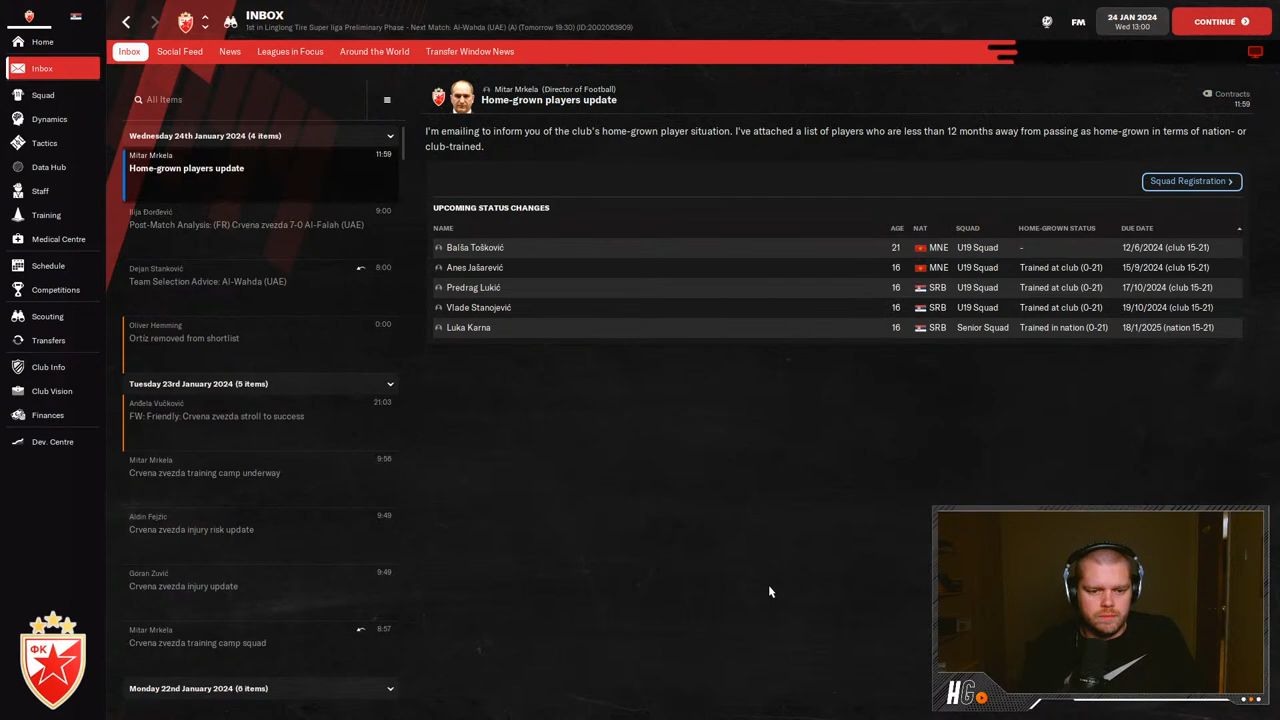 INBOX
1st in Linglong Tire Super liga Preliminary Phase - Next Match: Al-Wahda (UAE) (A) (Tomorrow 19:30) (ID:2002063909)
FM
24 JAN 2024
Wed 13:00
CONTINUE
Home
Inbox
Squad
Dynamics
Tactics
Data Hub
Staff
Training
Medical Centre
Schedule
Competitions
Scouting
Transfers
Club Info
Club Vision
Finances
Dev. Centre
ФК
Inbox
Social Feed
News
Leagues in Focus
Around the World
Transfer Window News
All Items
Wednesday 24th January 2024 (4 items)
Mitar Mrkela 11:59
Home-grown players update
Ilija Đorđević 9:00
Post-Match Analysis: (FR) Crvena zvezda 7-0 Al-Falah (UAE)
Dejan Stanković 8:00
Team Selection Advice: Al-Wahda (UAE)
Oliver Hemming 0:00
Ortiz removed from shortlist
Tuesday 23rd January 2024 (5 items)
Anđela Vučković 21:03
FW: Friendly: Crvena zvezda stroll to success
Mitar Mrkela 9:56
Crvena zvezda training camp underway
Aldin Fejzic 9:49
Crvena zvezda injury risk update
Goran Zuvić 9:49
Crvena zvezda injury update
Mitar Mrkela 8:57
Crvena zvezda training camp squad
Monday 22nd January 2024 (6 items)
Mitar Mrkela (Director of Football)
Home-grown players update
Contracts
11:59
I'm emailing to inform you of the club's home-grown player situation. I've attached a list of players who are less than 12 months away from passing as home-grown in terms of nation- or
club-trained.
Squad Registration
UPCOMING STATUS CHANGES
NAME AGE NAT SQUAD HOME-GROWN STATUS DUE DATE
Balša Tošković 21 MNE U19 Squad - 12/6/2024 (club 15-21)
Anes Jašarević 16 MNE U19 Squad Trained at club (0-21) 15/9/2024 (club 15-21)
Predrag Lukić 16 SRB U19 Squad Trained at club (0-21) 17/10/2024 (club 15-21)
Vlade Stanojević 16 SRB U19 Squad Trained at club (0-21) 19/10/2024 (club 15-21)
Luka Karna 16 SRB Senior Squad Trained in nation (0-21) 18/1/2025 (nation 15-21)
HG